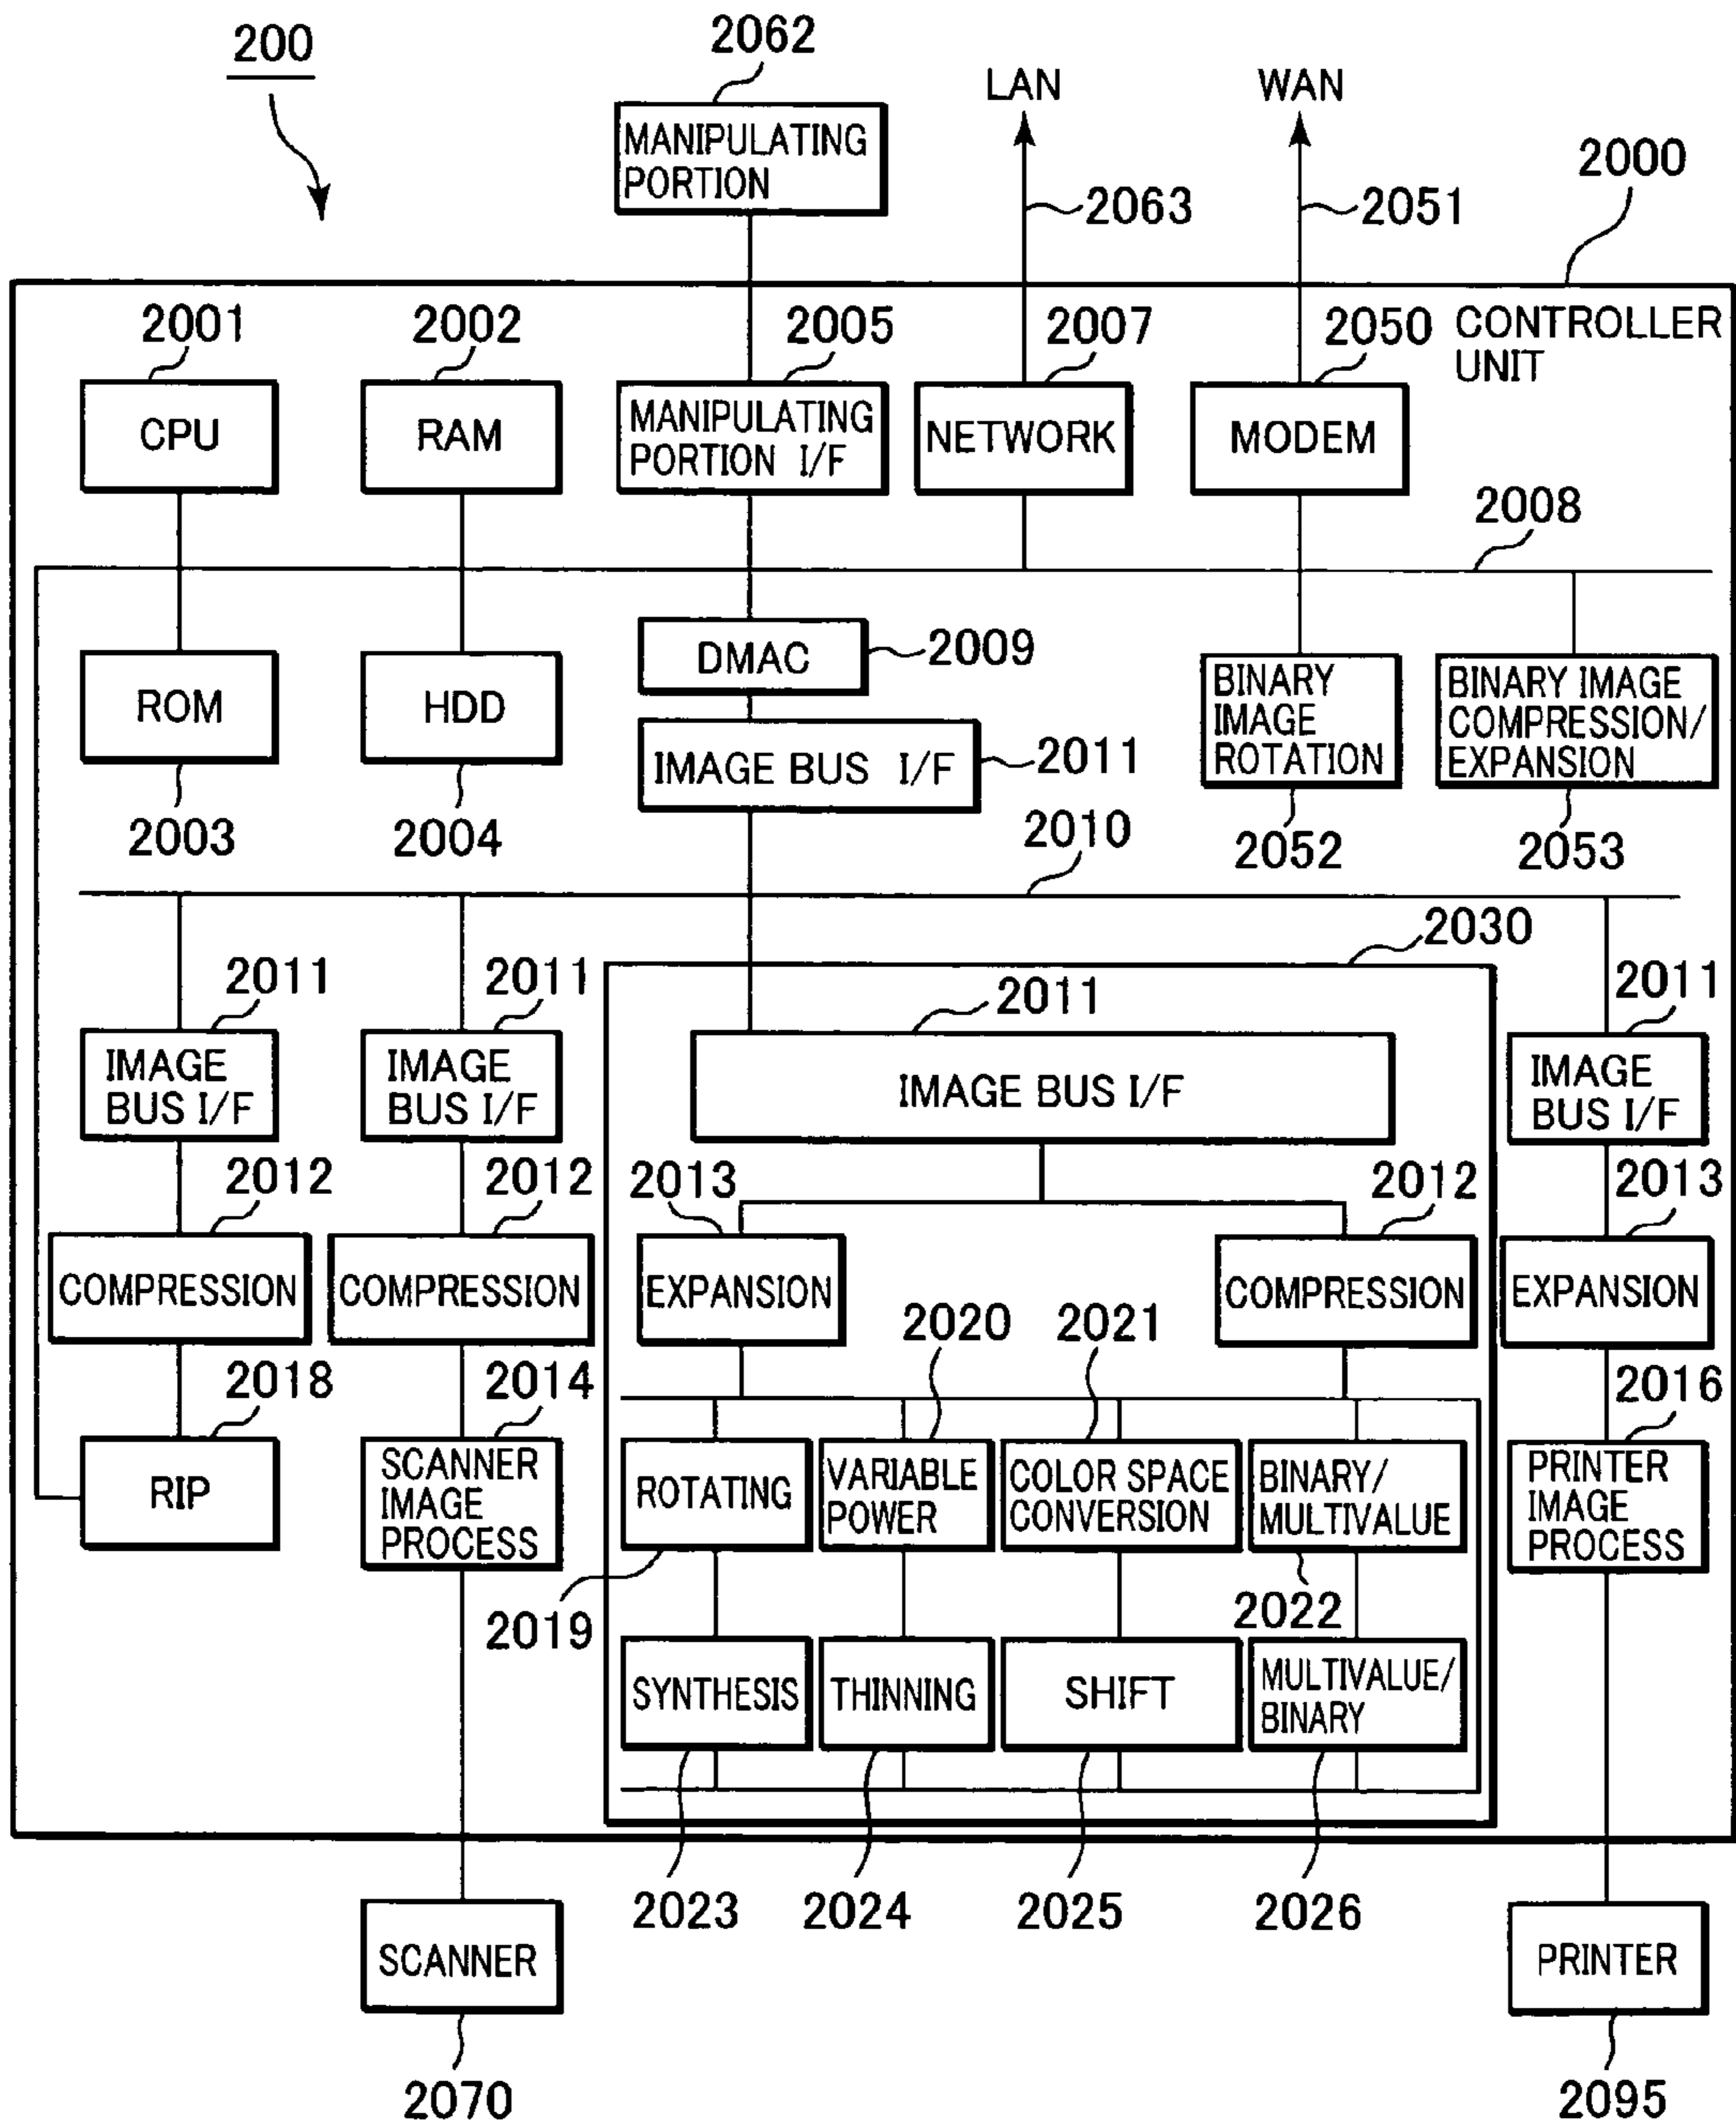 200
2062
MANIPULATING
PORTION
LAN
WAN
2063
2051
2000
CONTROLLER
UNIT
2001
2002
2005
2007
2050
CPU
RAM
MANIPULATING
PORTION I/F
NETWORK
MODEM
2008
DMAC
2009
ROM
HDD
IMAGE BUS I/F
2011
BINARY
IMAGE
ROTATION
BINARY IMAGE
COMPRESSION/
EXPANSION
2003
2004
2052
2053
2010
2030
2011
2011
2011
2011
IMAGE
BUS I/F
IMAGE
BUS I/F
IMAGE BUS I/F
IMAGE
BUS I/F
2012
2012
2013
2012
2013
COMPRESSION
COMPRESSION
EXPANSION
COMPRESSION
EXPANSION
2018
2014
2020
2021
2016
RIP
SCANNER
IMAGE
PROCESS
ROTATING
VARIABLE
POWER
COLOR SPACE
CONVERSION
BINARY/
MULTIVALUE
PRINTER
IMAGE
PROCESS
2019
2022
SYNTHESIS
THINNING
SHIFT
MULTIVALUE/
BINARY
2023
2024
2025
2026
SCANNER
PRINTER
2070
2095